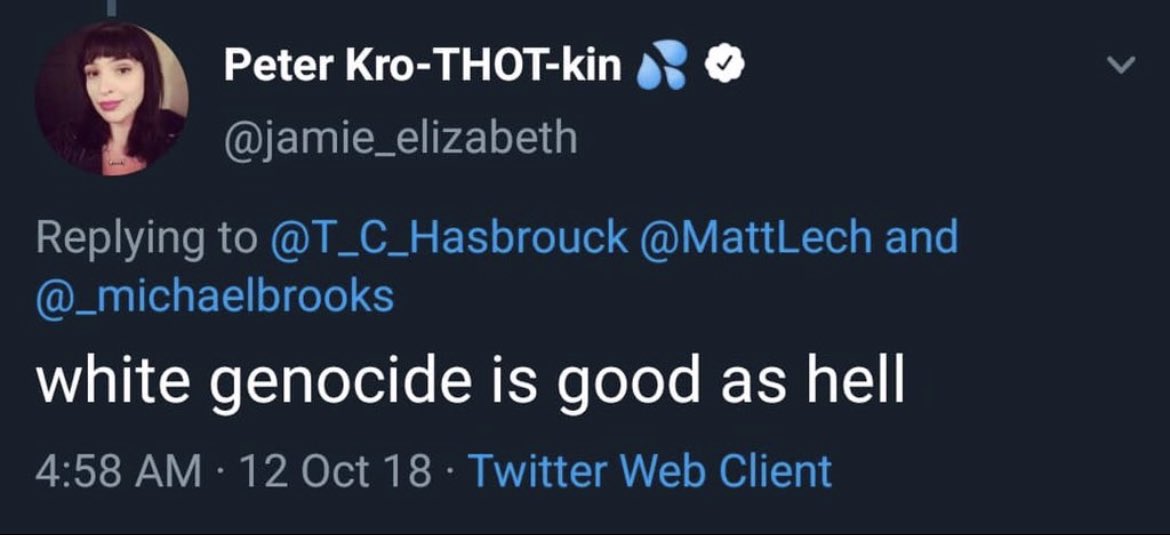 Peter Kro-THOT-kin 💦
@jamie_elizabeth
Replying to @T_C_Hasbrouck @MattLech and
@_michaelbrooks
white genocide is good as hell
4:58 AM · 12 Oct 18 · Twitter Web Client